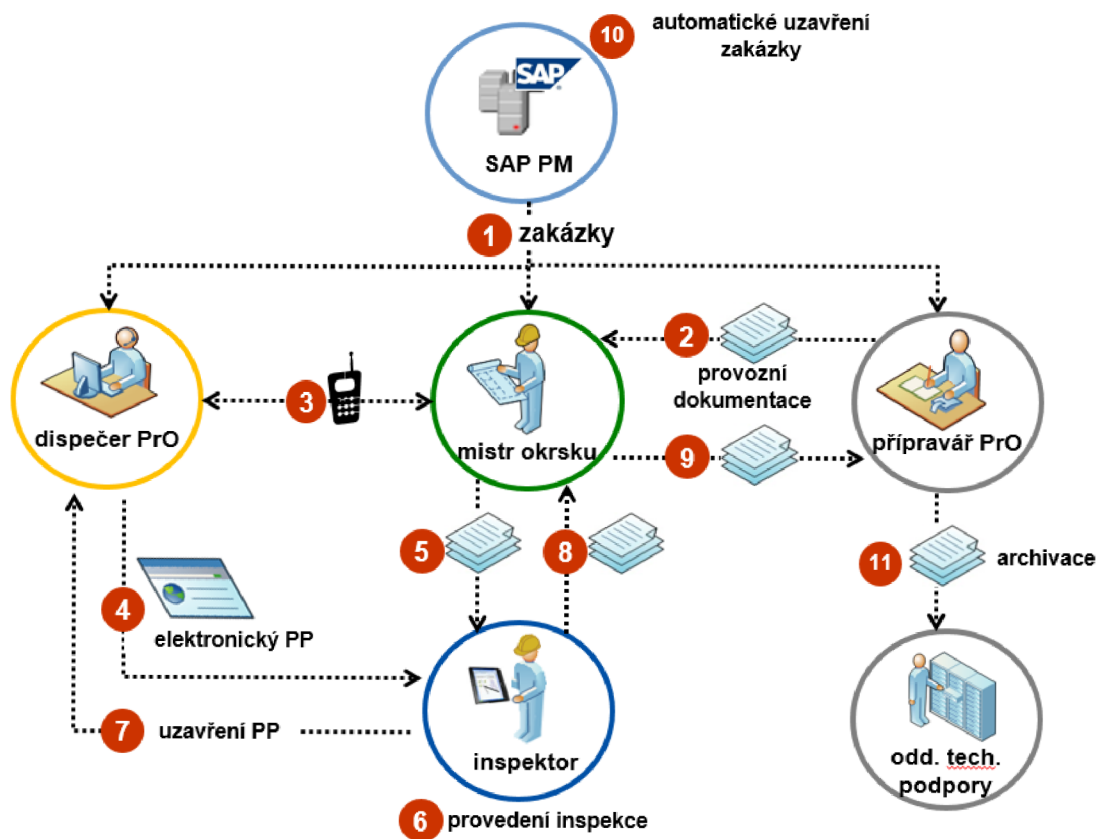 10
automatické uzavření
zakázky
SAP
®
SAP PM
1
zakázky
2
provozní
dokumentace
3
dispečer PrO
mistr okrsku
přípravář PrO
9
5
8
11
archivace
4
elektronický PP
7
uzavření PP
inspektor
odd. tech.
podpory
6
provedení inspekce